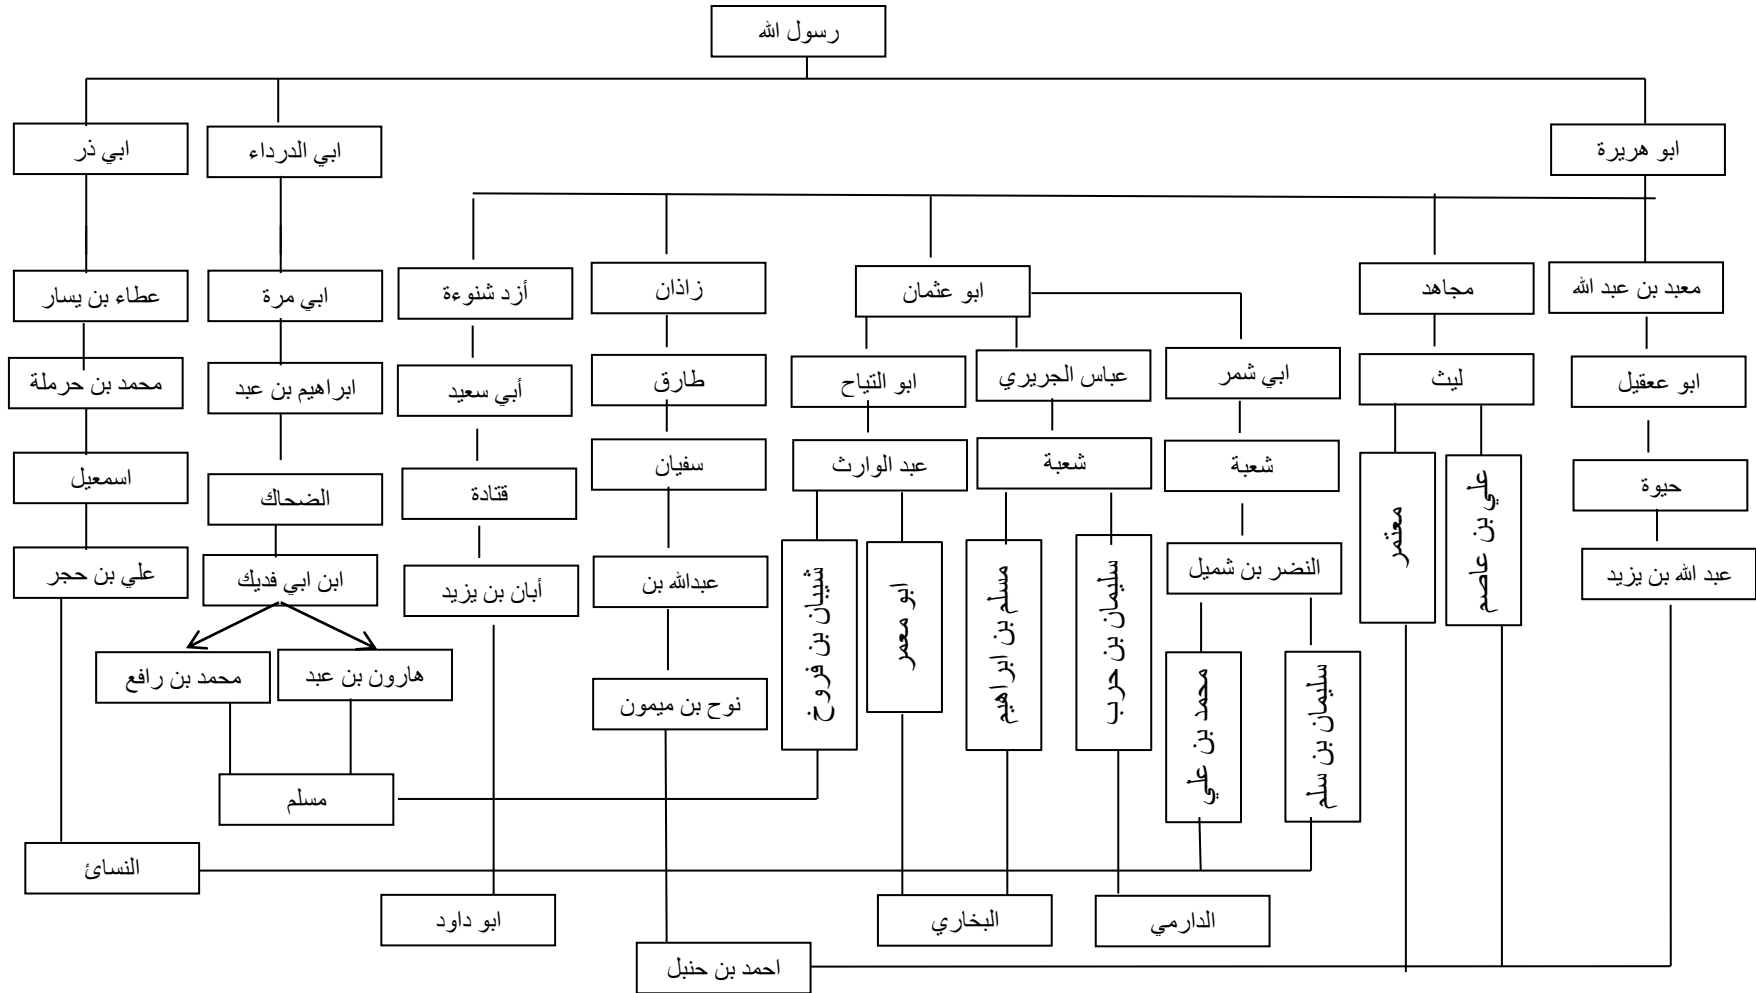 رسول الله
ابو هريرة
ابي الدرداء
ابي ذر
معبد بن عبد الله
مجاهد
ابو عثمان
زاذان
أزد شنوءة
ابي مرة
عطاء بن يسار
ابو ععقيل
ليث
ابي شمر
عباس الجريري
ابو التياح
طارق
أبي سعيد
ابراهيم بن عبد
محمد بن حرملة
حيوة
علي بن عاصم
معتمر
شعبة
شعبة
عبد الوارث
سفيان
قتادة
الضحاك
اسمعيل
عبد الله بن يزيد
النضر بن شميل
سليمان بن حرب
مسلم بن ابراهيم
ابو معمر
شيبان بن فروخ
عبدالله بن
أبان بن يزيد
ابن ابي فديك
علي بن حجر
سليمان بن سلم
محمد بن علي
نوح بن ميمون
هارون بن عبد
محمد بن رافع
مسلم
النسائ
الدارمي
البخاري
ابو داود
احمد بن حنبل